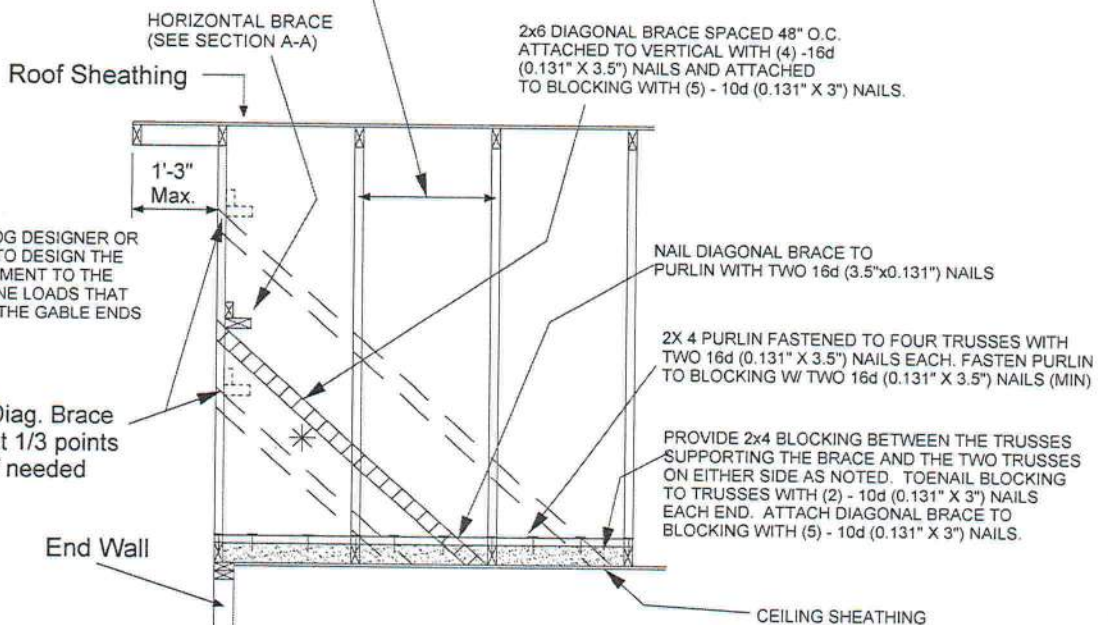 HORIZONTAL BRACE
(SEE SECTION A-A)
Roof Sheathing
1'-3"
Max.
2x6 DIAGONAL BRACE SPACED 48" O.C.
ATTACHED TO VERTICAL WITH (4) -16d
(0.131" X 3.5") NAILS AND ATTACHED
TO BLOCKING WITH (5) - 10d (0.131" X 3") NAILS.
DESIGNER OR
TO DESIGN THE
TO THE
LOADS THAT
THE GABLE ENDS
NAIL DIAGONAL BRACE TO
PURLIN WITH TWO 16d (3.5"x0.131") NAILS
2X 4 PURLIN FASTENED TO FOUR TRUSSES WITH
TWO 16d (0.131" X 3.5") NAILS EACH. FASTEN PURLIN
TO BLOCKING W/ TWO 16d (0.131" X 3.5") NAILS (MIN)
Diag. Brace
1/3 points
needed
PROVIDE 2x4 BLOCKING BETWEEN THE TRUSSES
SUPPORTING THE BRACE AND THE TWO TRUSSES
ON EITHER SIDE AS NOTED. TOENAIL BLOCKING
TO TRUSSES WITH (2) - 10d (0.131" X 3") NAILS
EACH END. ATTACH DIAGONAL BRACE TO
BLOCKING WITH (5) - 10d (0.131" X 3") NAILS.
End Wall
CEILING SHEATHING